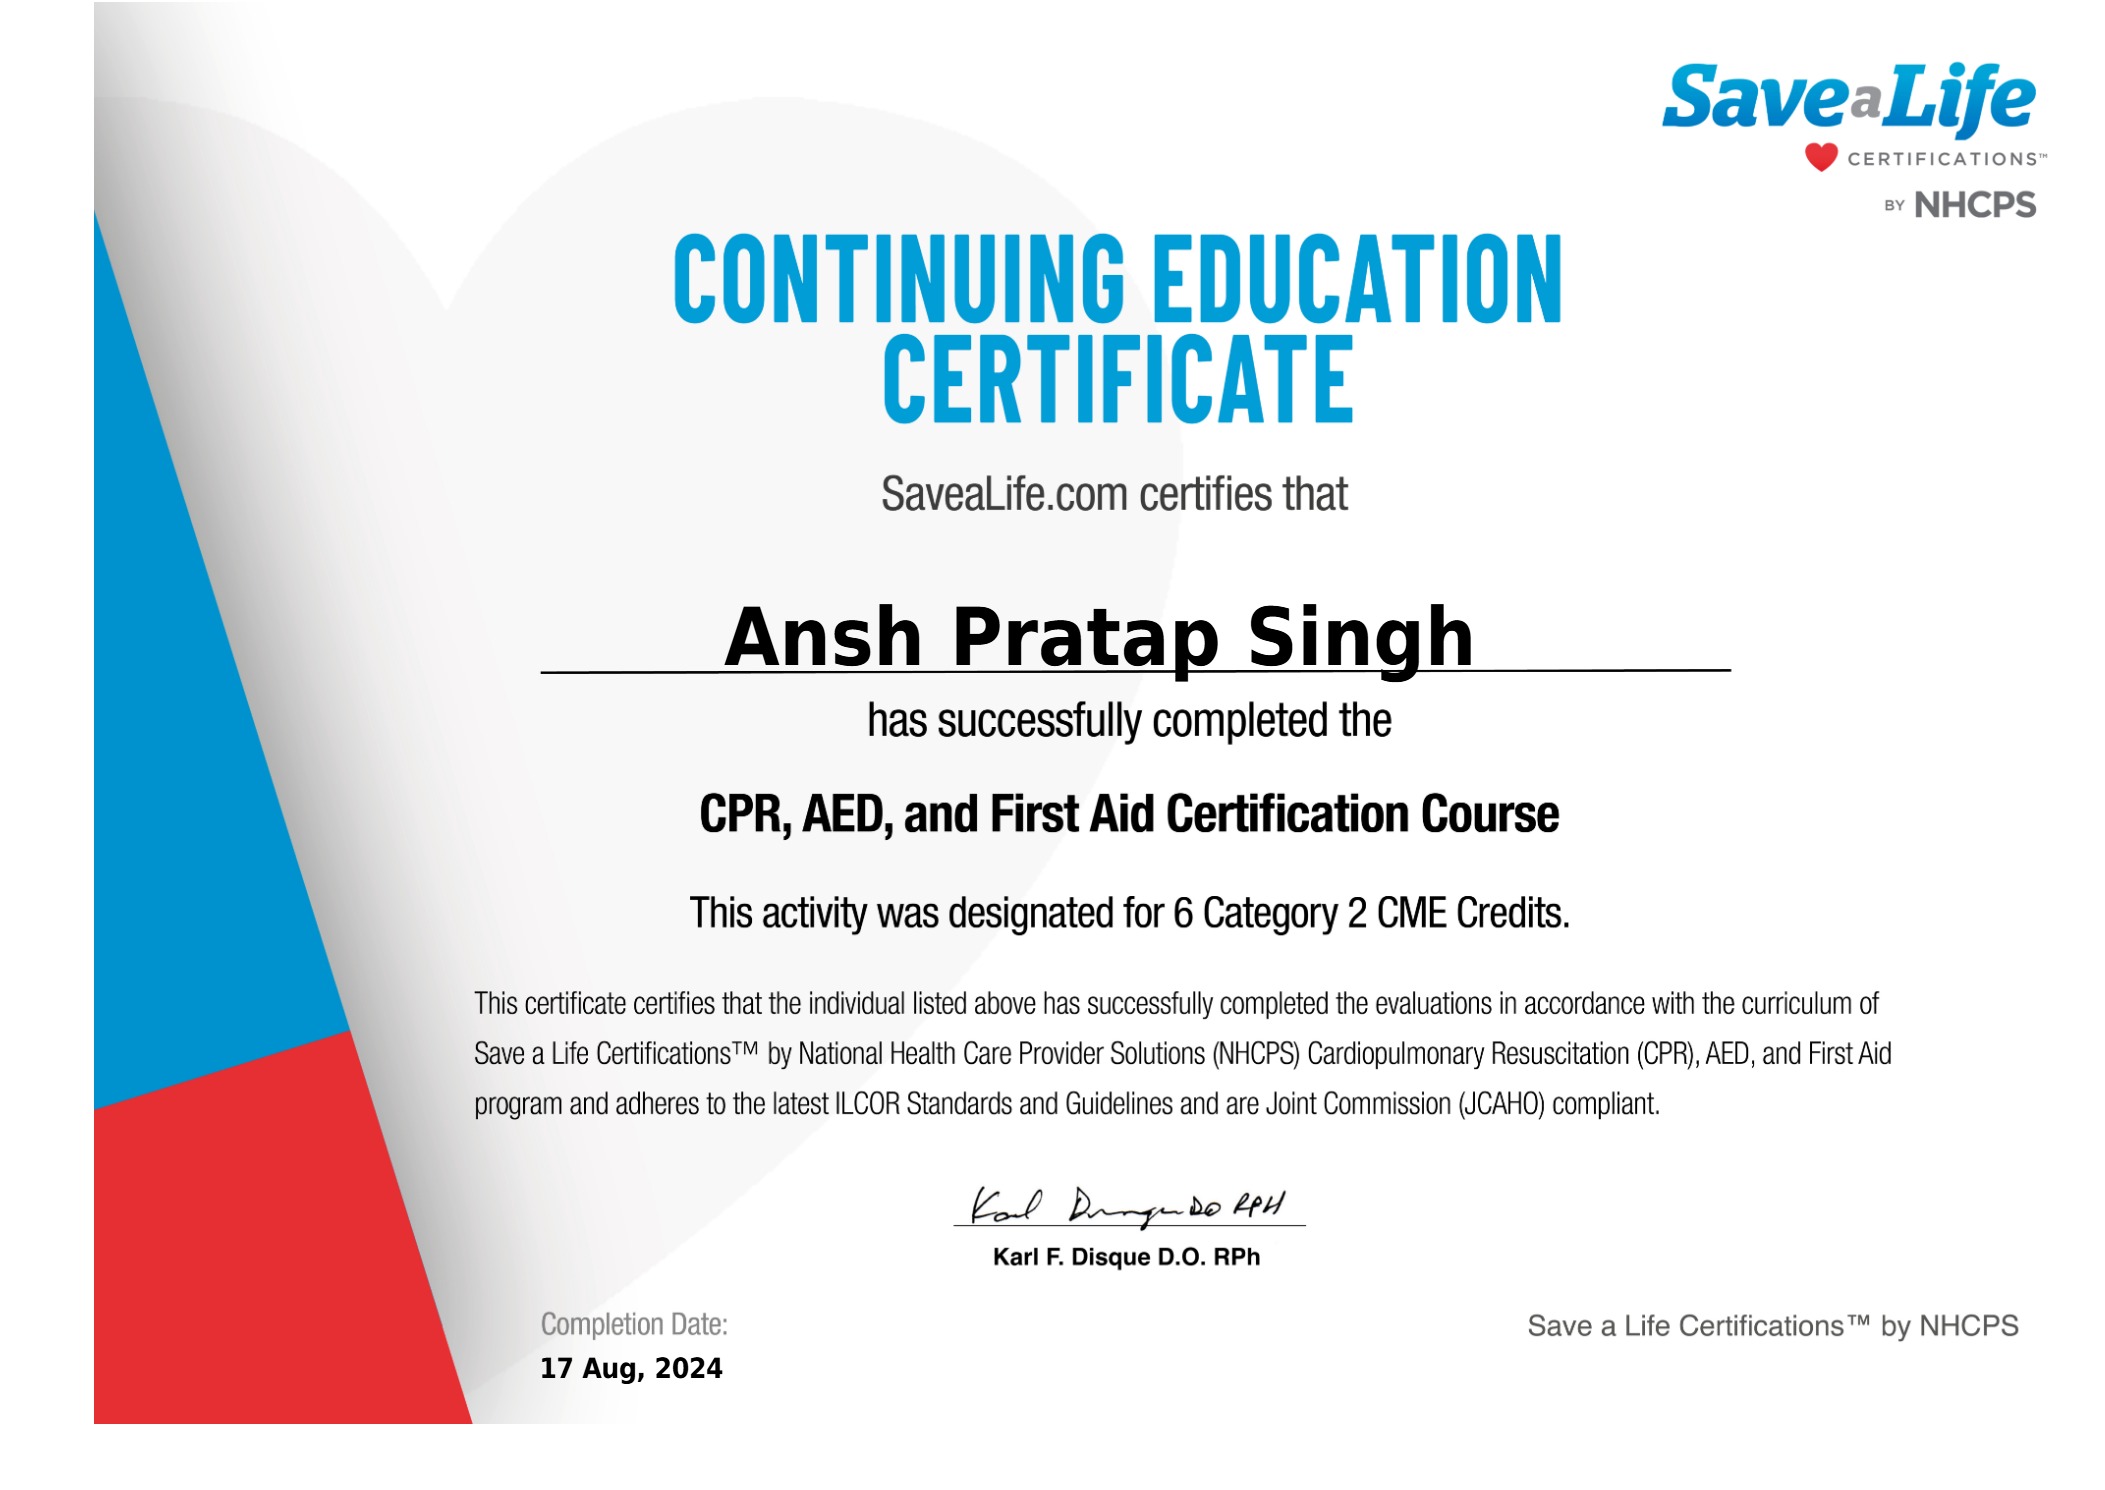 Save a Life
CERTIFICATIONS™
BY NHCPS
CONTINUING EDUCATION
CERTIFICATE
SaveaLife.com certifies that
Ansh Pratap Singh
has successfully completed the
CPR, AED, and First Aid Certification Course
This activity was designated for 6 Category 2 CME Credits.
This certificate certifies that the individual listed above has successfully completed the evaluations in accordance with the curriculum of
Save a Life Certifications™ by National Health Care Provider Solutions (NHCPS) Cardiopulmonary Resuscitation (CPR), AED, and First Aid
program and adheres to the latest ILCOR Standards and Guidelines and are Joint Commission (JCAHO) compliant.
Karl DO RPH
Karl F. Disque D.O. RPh
Completion Date:
17 Aug, 2024
Save a Life Certifications™ by NHCPS